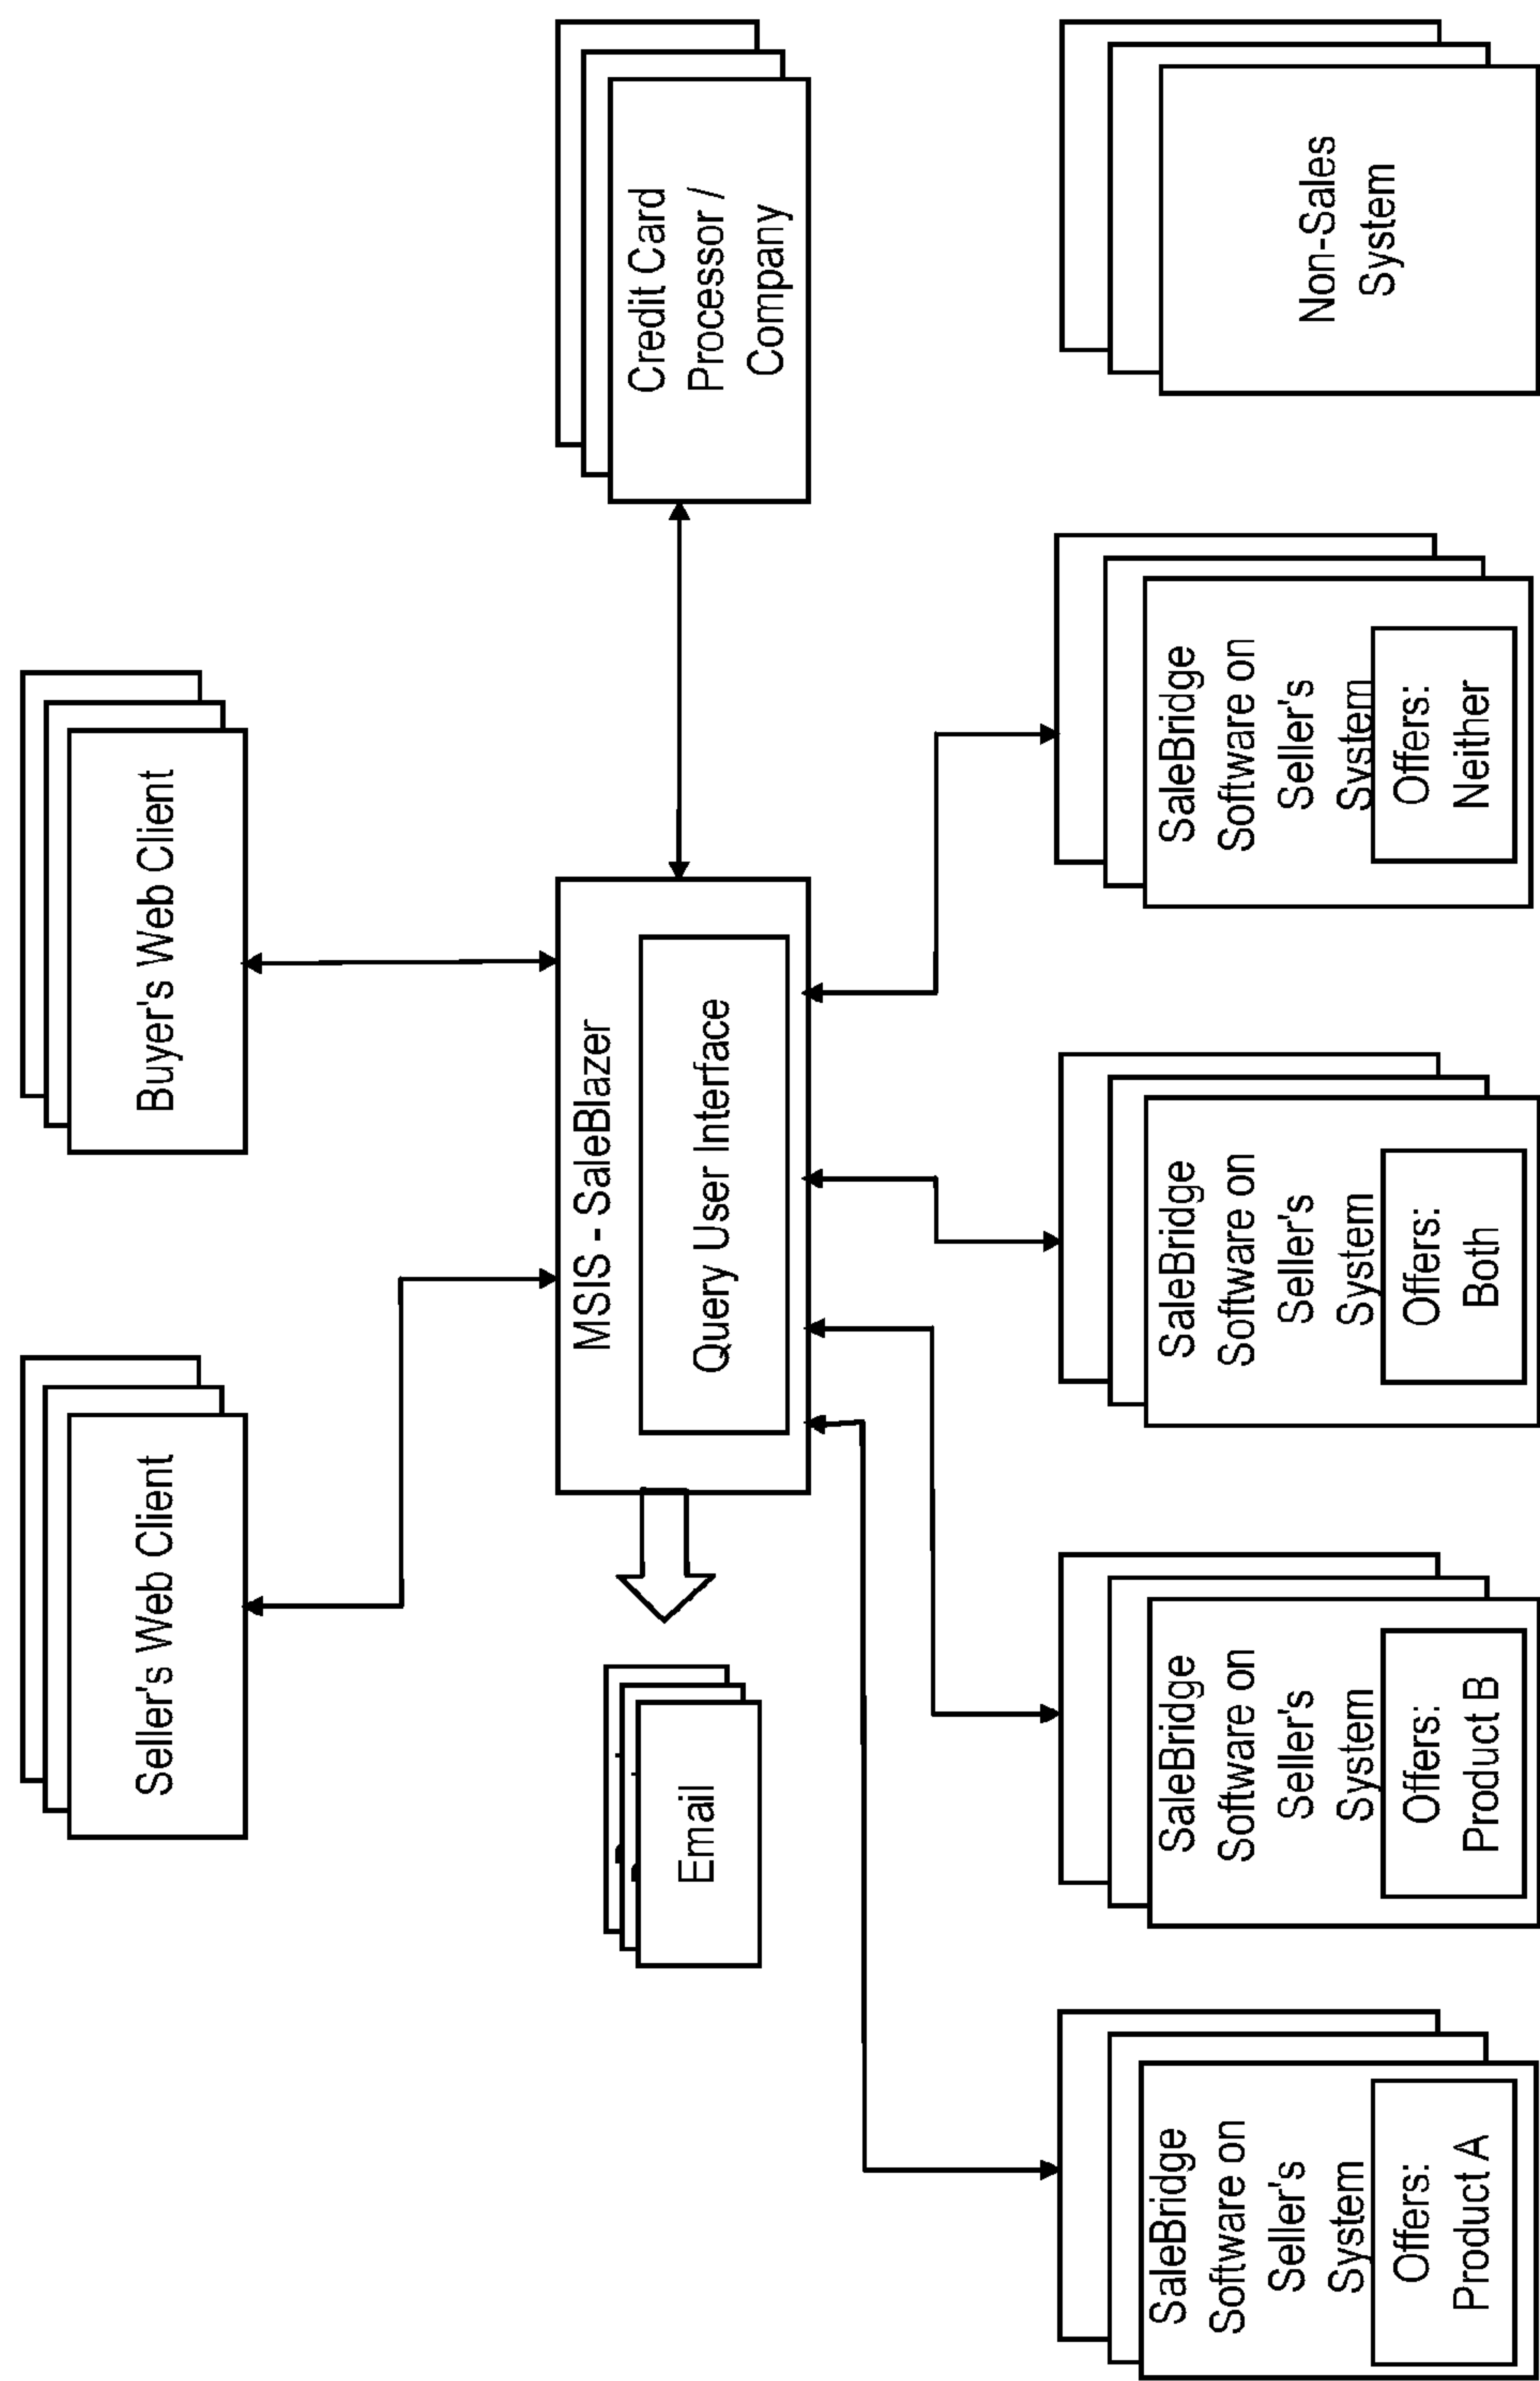 Seller's Web Client
Buyer's Web Client
Email
MSIS - SaleBlazer
Query User Interface
Credit Card
Processor /
Company
SaleBridge
Software on
Seller's
System
Offers:
Product A
SaleBridge
Software on
Seller's
System
Offers:
Product B
SaleBridge
Software on
Seller's
System
Offers:
Both
SaleBridge
Software on
Seller's
System
Offers:
Neither
Non-Sales
System